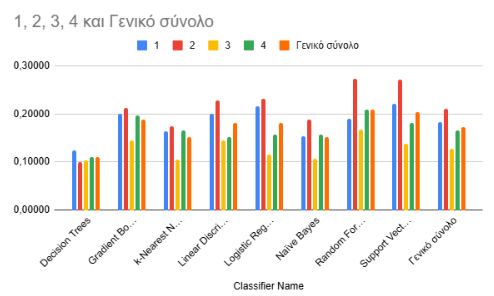 1, 2, 3, 4 και Γενικό σύνολο
1 2 3 4 Γενικό σύνολο
0,30000
0,20000
0,10000
0,00000
Decision Trees
Gradient Bo…
k-Nearest N…
Linear Discri…
Logistic Reg…
Naïve Bayes
Random For…
Support Vect…
Γενικό σύνολο
Classifier Name